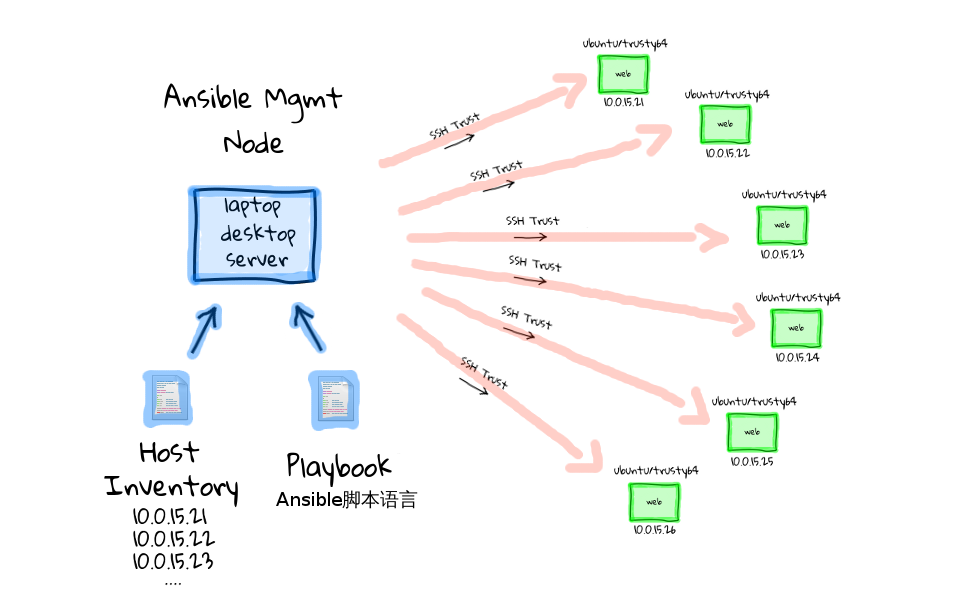 Ansible Mgmt
Node
laptop
desktop
server
Host
Inventory
10.0.15.21
10.0.15.22
10.0.15.23
....
Playbook
Ansible脚本语言
SSH Trust
SSH Trust
SSH Trust
SSH Trust
SSH Trust
SSH Trust
ubuntu/trusty64
web
10.0.15.21
ubuntu/trusty64
web
10.0.15.22
ubuntu/trusty64
web
10.0.15.23
ubuntu/trusty64
web
10.0.15.24
ubuntu/trusty64
web
10.0.15.25
ubuntu/trusty64
web
10.0.15.26